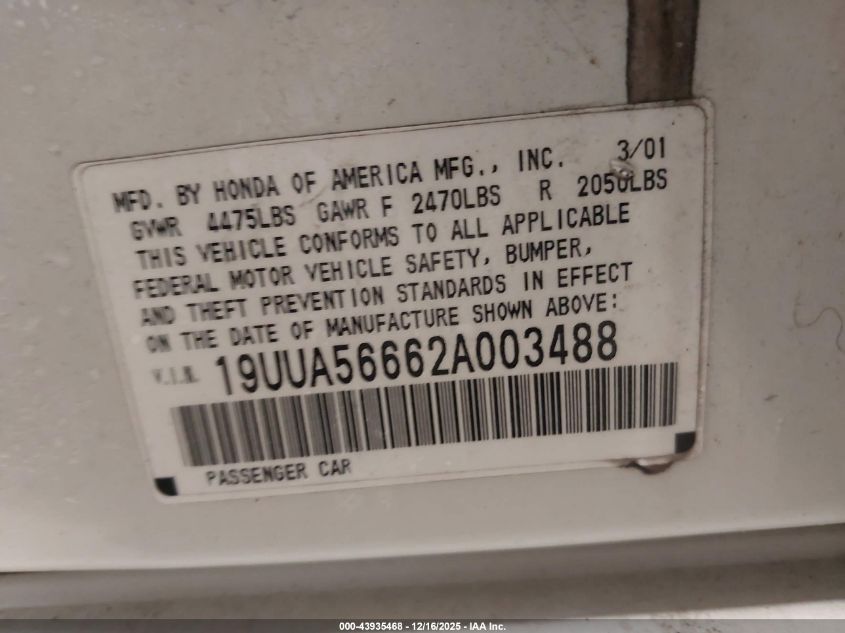 MFD. BY HONDA OF AMERICA MFG., INC. 3/01
GVWR 4475LBS GAWR F 2470LBS R 2050LBS
THIS VEHICLE CONFORMS TO ALL APPLICABLE
FEDERAL MOTOR VEHICLE SAFETY, BUMPER,
AND THEFT PREVENTION STANDARDS IN EFFECT
ON THE DATE OF MANUFACTURE SHOWN ABOVE:
V.I.N. 19UUA56662A003488
PASSENGER CAR
000-43935468 - 12/16/2025 - IAA Inc.